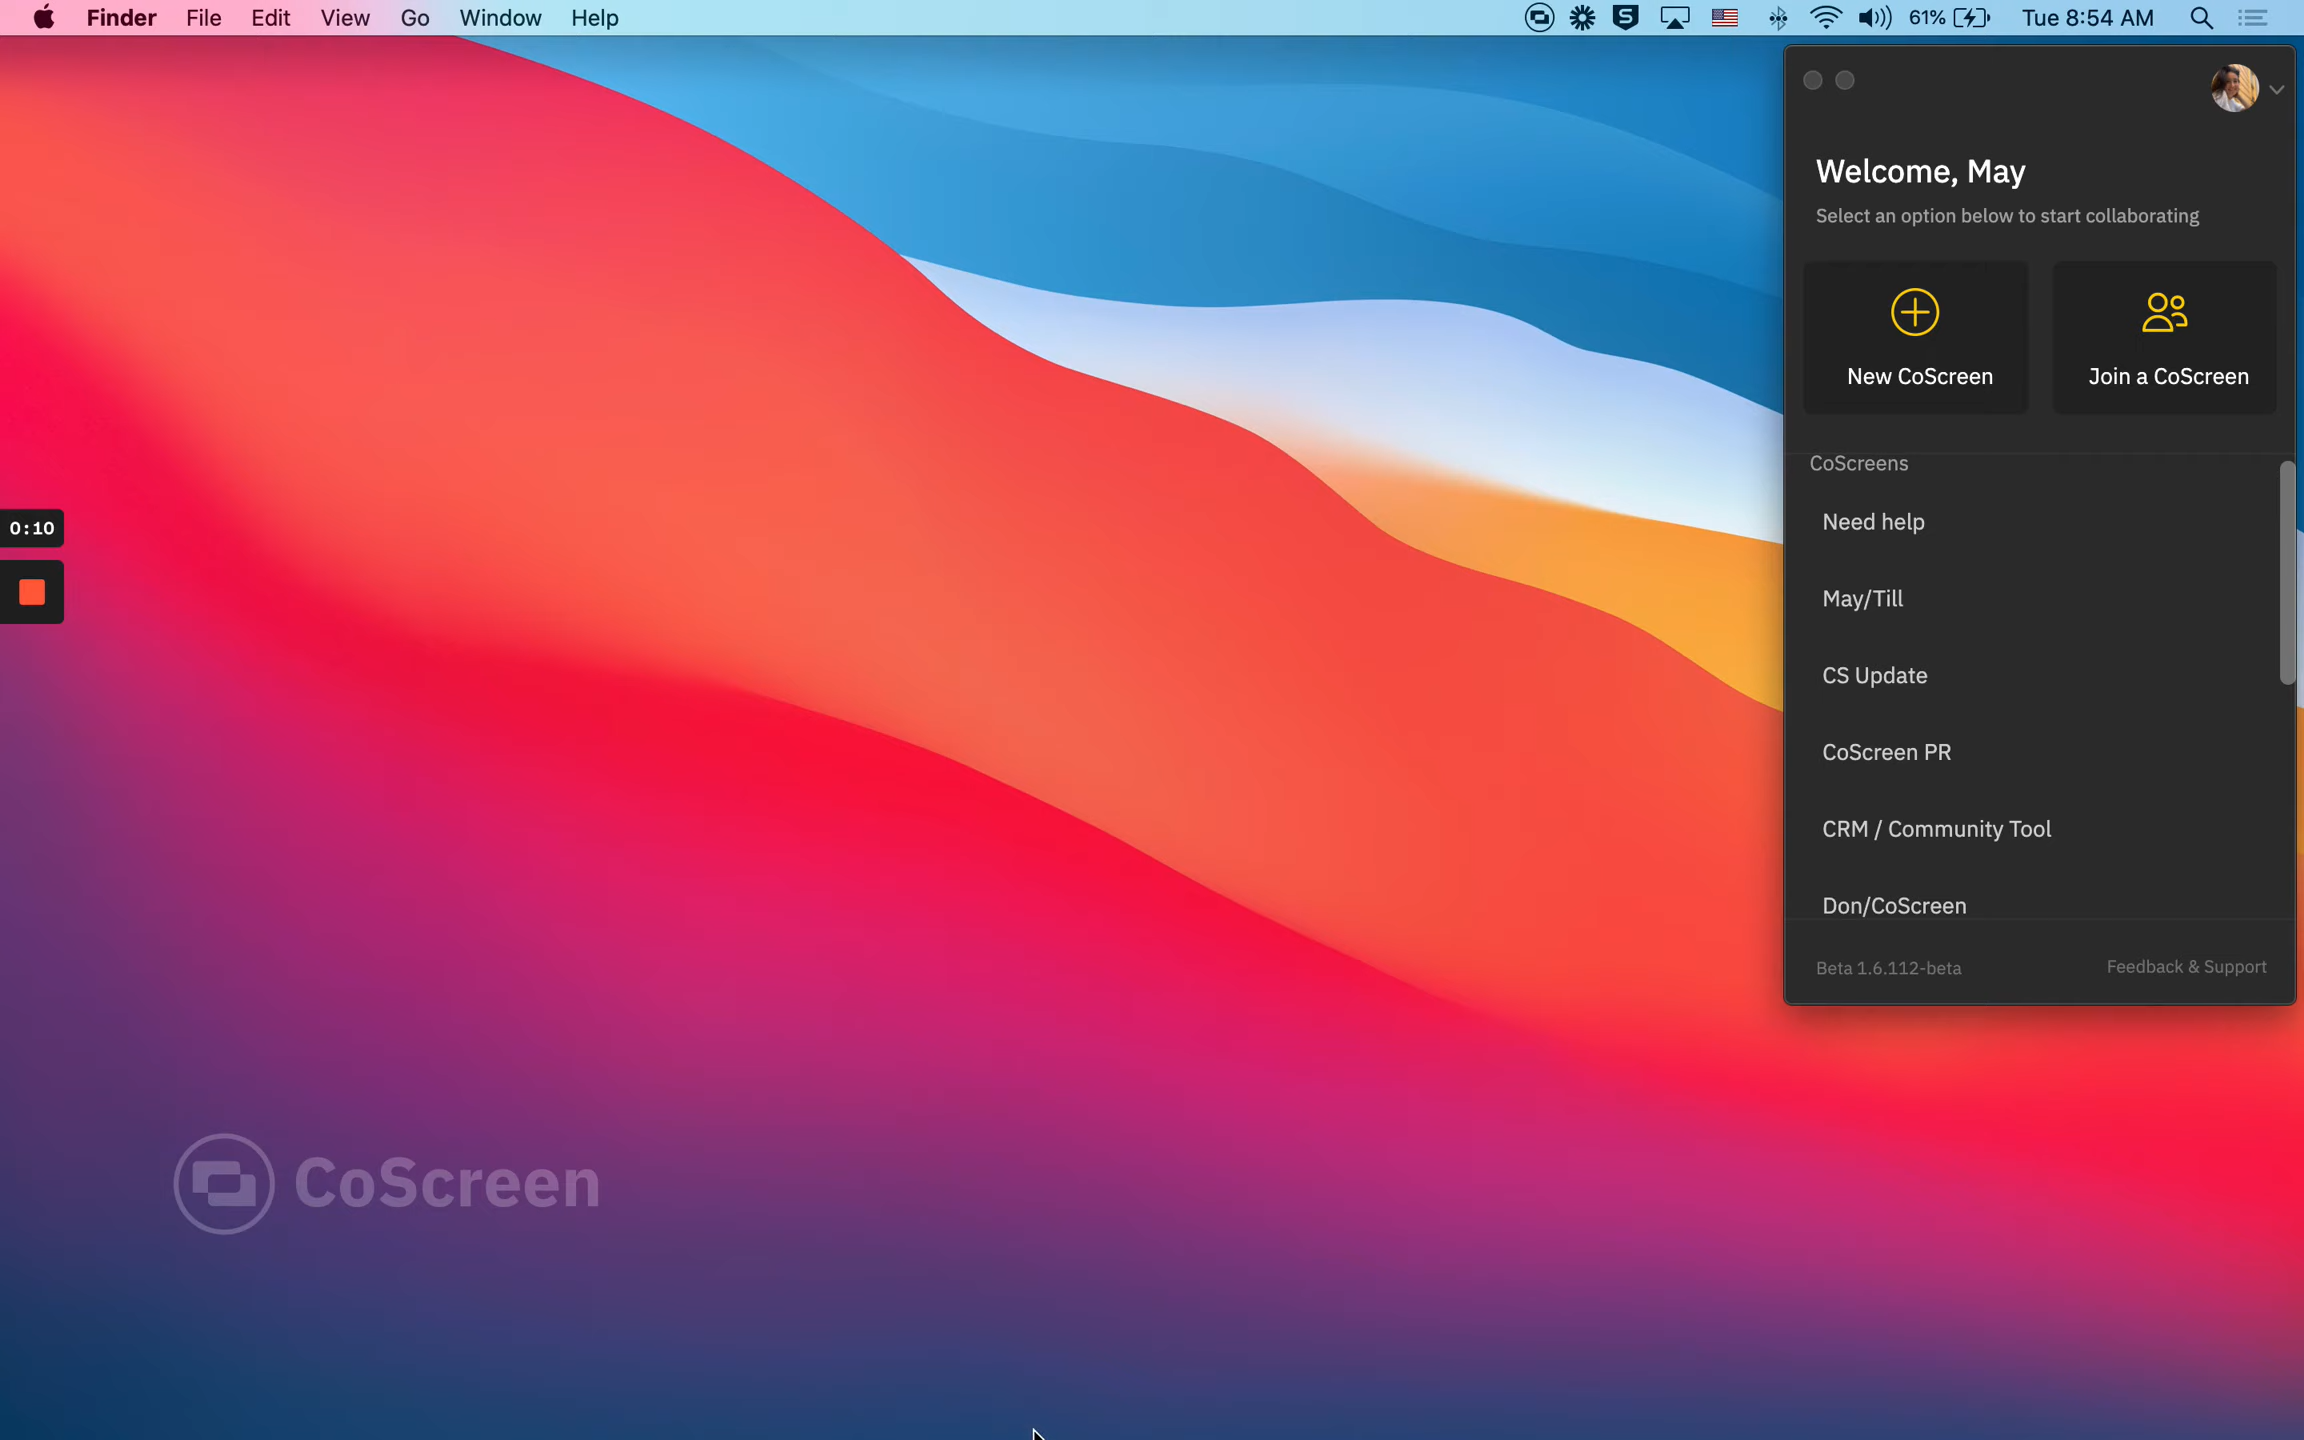 Finder File Edit View Go Window Help
S 61% Tue 8:54 AM
Welcome, May
Select an option below to start collaborating
New CoScreen
Join a CoScreen
CoScreens
Need help
May/Till
CS Update
CoScreen PR
CRM / Community Tool
Don/CoScreen
Beta 1.6.112-beta
Feedback & Support
0:10
CoScreen